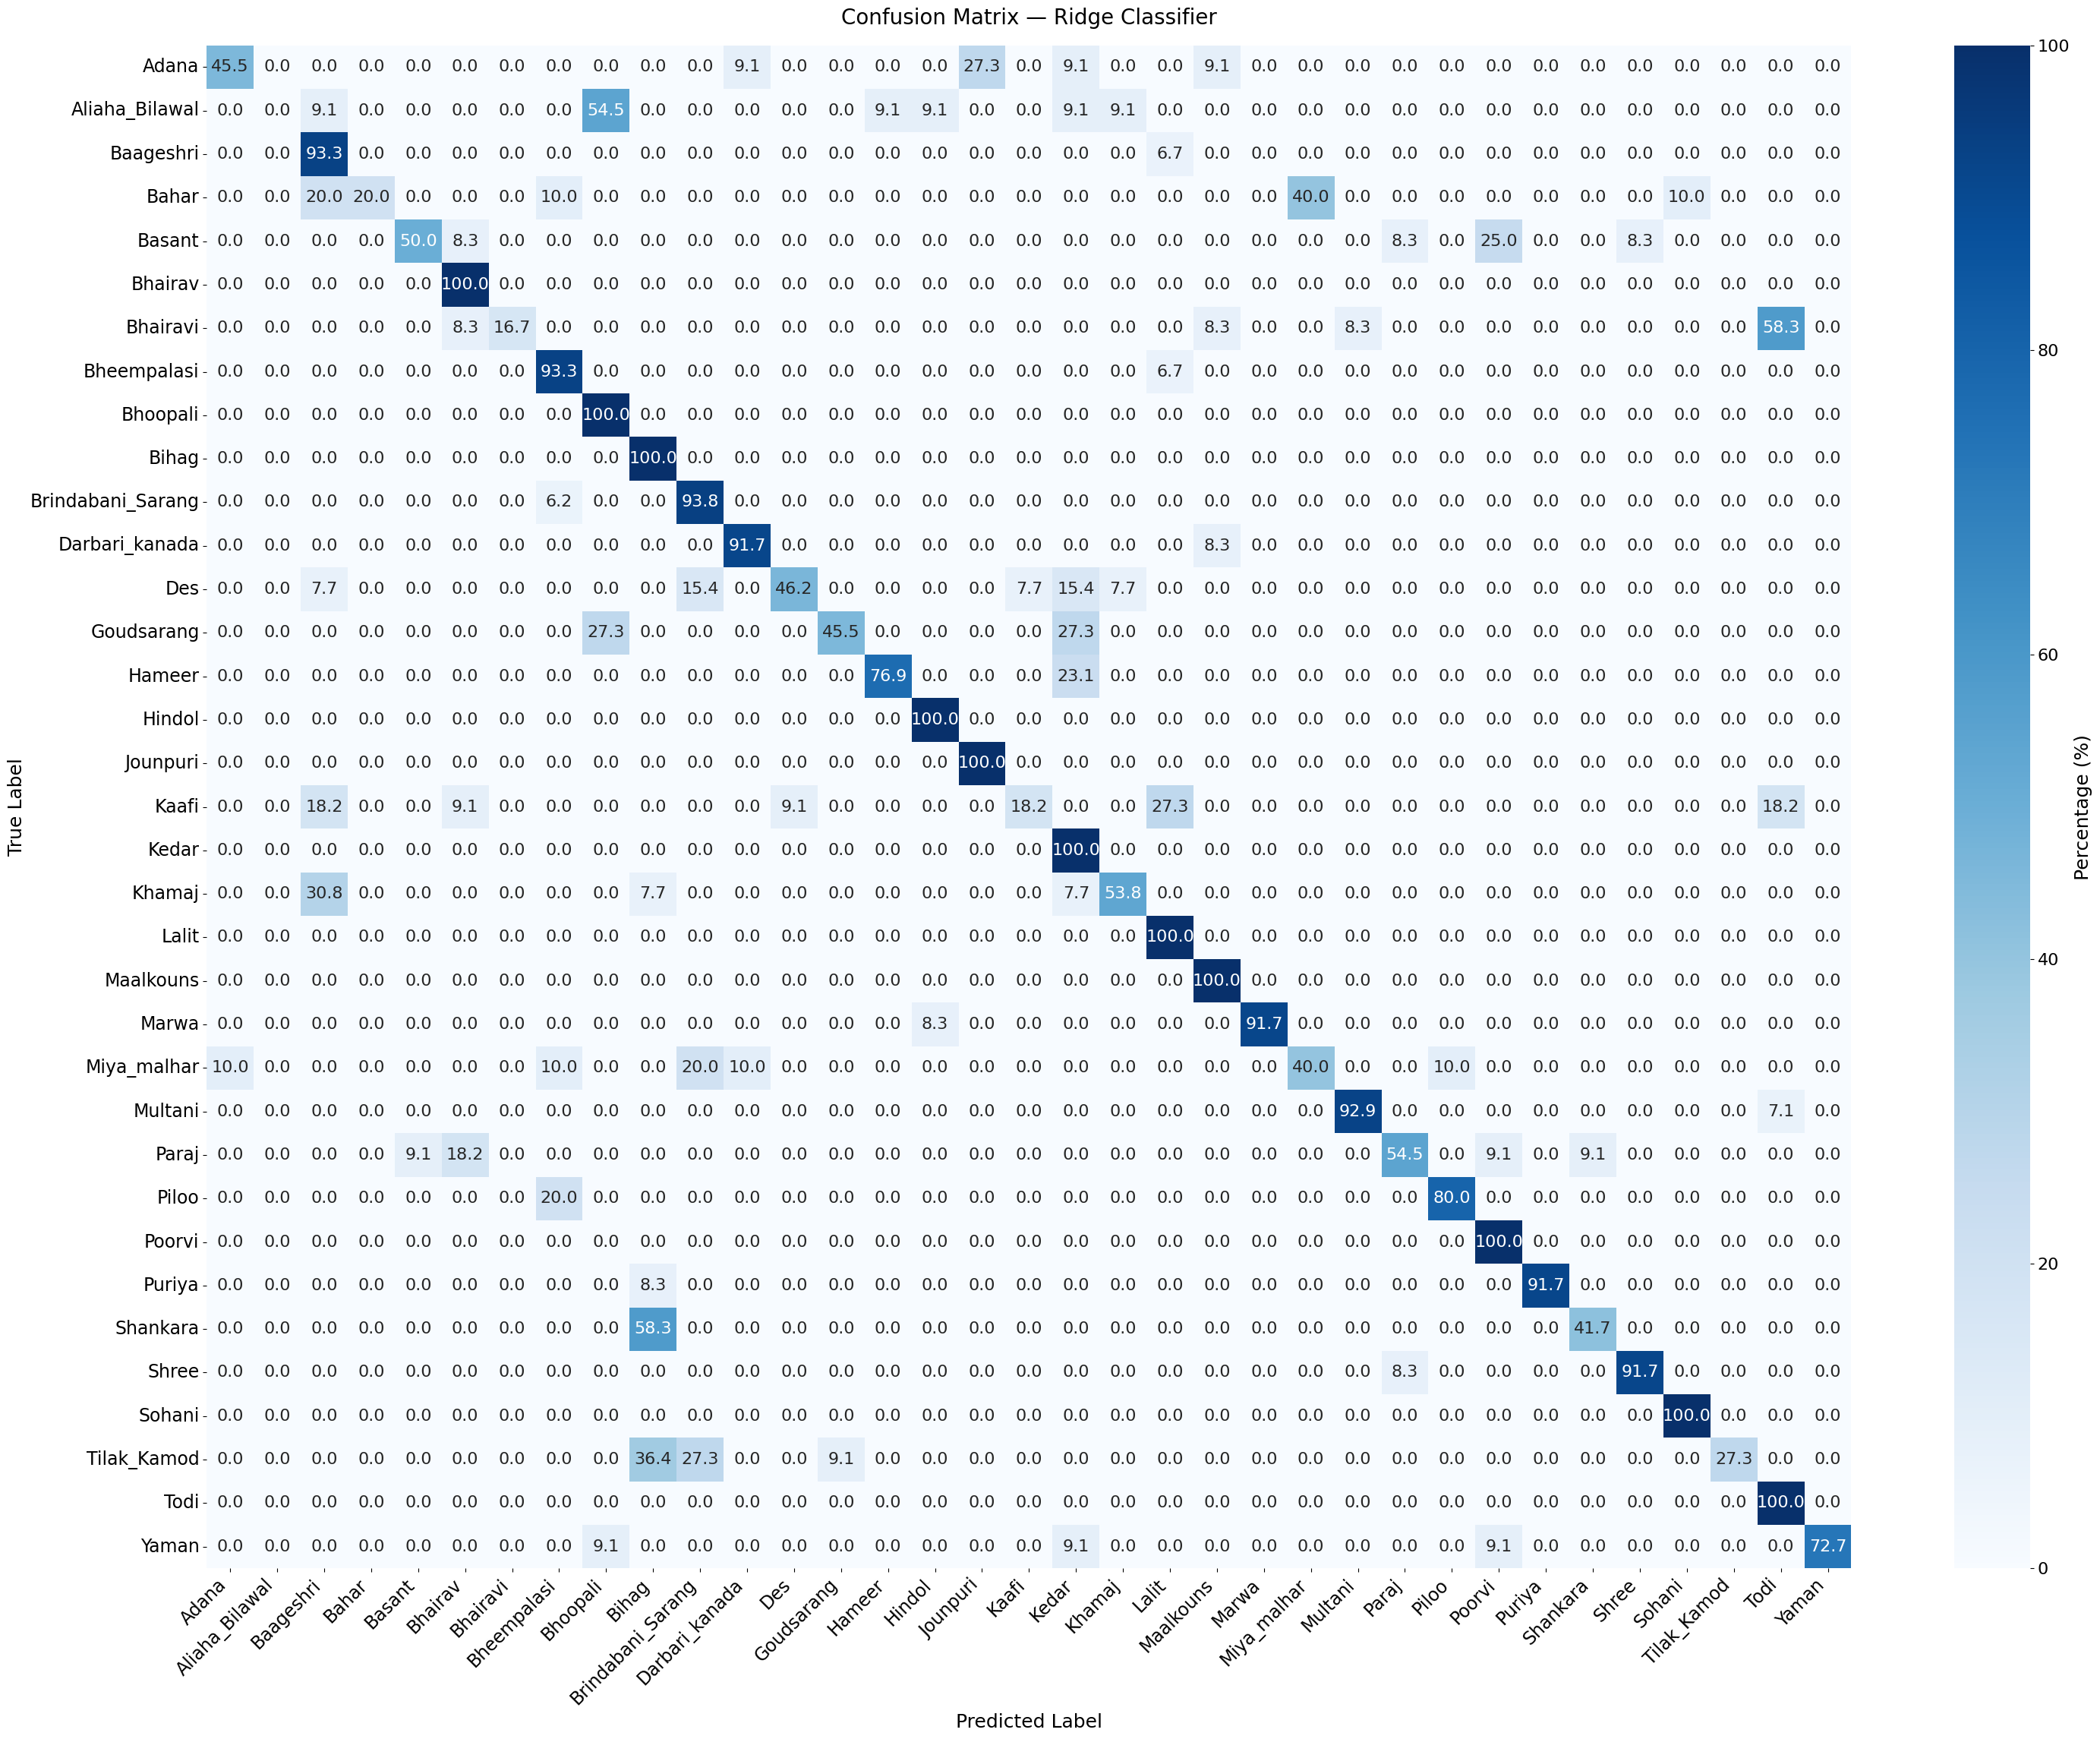 Confusion Matrix — Ridge Classifier
Adana 45.5 0.0 0.0 0.0 0.0 0.0 0.0 0.0 0.0 0.0 0.0 9.1 0.0 0.0 0.0 0.0 27.3 0.0 9.1 0.0 0.0 9.1 0.0 0.0 0.0 0.0 0.0 0.0 0.0 0.0 0.0 0.0 0.0 0.0 0.0
Aliaha_Bilawal 0.0 0.0 9.1 0.0 0.0 0.0 0.0 0.0 54.5 0.0 0.0 0.0 0.0 0.0 9.1 9.1 0.0 0.0 9.1 9.1 0.0 0.0 0.0 0.0 0.0 0.0 0.0 0.0 0.0 0.0 0.0 0.0 0.0 0.0 0.0
Baageshri 0.0 0.0 93.3 0.0 0.0 0.0 0.0 0.0 0.0 0.0 0.0 0.0 0.0 0.0 0.0 0.0 0.0 0.0 0.0 0.0 6.7 0.0 0.0 0.0 0.0 0.0 0.0 0.0 0.0 0.0 0.0 0.0 0.0 0.0 0.0
Bahar 0.0 0.0 20.0 20.0 0.0 0.0 0.0 10.0 0.0 0.0 0.0 0.0 0.0 0.0 0.0 0.0 0.0 0.0 0.0 0.0 0.0 0.0 0.0 40.0 0.0 0.0 0.0 0.0 0.0 0.0 0.0 10.0 0.0 0.0 0.0
Basant 0.0 0.0 0.0 0.0 50.0 8.3 0.0 0.0 0.0 0.0 0.0 0.0 0.0 0.0 0.0 0.0 0.0 0.0 0.0 0.0 0.0 0.0 0.0 0.0 0.0 8.3 0.0 25.0 0.0 0.0 8.3 0.0 0.0 0.0 0.0
Bhairav 0.0 0.0 0.0 0.0 0.0 100.0 0.0 0.0 0.0 0.0 0.0 0.0 0.0 0.0 0.0 0.0 0.0 0.0 0.0 0.0 0.0 0.0 0.0 0.0 0.0 0.0 0.0 0.0 0.0 0.0 0.0 0.0 0.0 0.0 0.0
Bhairavi 0.0 0.0 0.0 0.0 0.0 8.3 16.7 0.0 0.0 0.0 0.0 0.0 0.0 0.0 0.0 0.0 0.0 0.0 0.0 0.0 0.0 8.3 0.0 0.0 8.3 0.0 0.0 0.0 0.0 0.0 0.0 0.0 0.0 58.3 0.0
Bheempalasi 0.0 0.0 0.0 0.0 0.0 0.0 0.0 93.3 0.0 0.0 0.0 0.0 0.0 0.0 0.0 0.0 0.0 0.0 0.0 0.0 6.7 0.0 0.0 0.0 0.0 0.0 0.0 0.0 0.0 0.0 0.0 0.0 0.0 0.0 0.0
Bhoopali 0.0 0.0 0.0 0.0 0.0 0.0 0.0 0.0 100.0 0.0 0.0 0.0 0.0 0.0 0.0 0.0 0.0 0.0 0.0 0.0 0.0 0.0 0.0 0.0 0.0 0.0 0.0 0.0 0.0 0.0 0.0 0.0 0.0 0.0 0.0
Bihag 0.0 0.0 0.0 0.0 0.0 0.0 0.0 0.0 0.0 100.0 0.0 0.0 0.0 0.0 0.0 0.0 0.0 0.0 0.0 0.0 0.0 0.0 0.0 0.0 0.0 0.0 0.0 0.0 0.0 0.0 0.0 0.0 0.0 0.0 0.0
Brindabani_Sarang 0.0 0.0 0.0 0.0 0.0 0.0 0.0 6.2 0.0 0.0 93.8 0.0 0.0 0.0 0.0 0.0 0.0 0.0 0.0 0.0 0.0 0.0 0.0 0.0 0.0 0.0 0.0 0.0 0.0 0.0 0.0 0.0 0.0 0.0 0.0
Darbari_kanada 0.0 0.0 0.0 0.0 0.0 0.0 0.0 0.0 0.0 0.0 0.0 91.7 0.0 0.0 0.0 0.0 0.0 0.0 0.0 0.0 0.0 8.3 0.0 0.0 0.0 0.0 0.0 0.0 0.0 0.0 0.0 0.0 0.0 0.0 0.0
Des 0.0 0.0 7.7 0.0 0.0 0.0 0.0 0.0 0.0 0.0 15.4 0.0 46.2 0.0 0.0 0.0 0.0 7.7 15.4 7.7 0.0 0.0 0.0 0.0 0.0 0.0 0.0 0.0 0.0 0.0 0.0 0.0 0.0 0.0 0.0
Goudsarang 0.0 0.0 0.0 0.0 0.0 0.0 0.0 0.0 27.3 0.0 0.0 0.0 0.0 45.5 0.0 0.0 0.0 0.0 27.3 0.0 0.0 0.0 0.0 0.0 0.0 0.0 0.0 0.0 0.0 0.0 0.0 0.0 0.0 0.0 0.0
Hameer 0.0 0.0 0.0 0.0 0.0 0.0 0.0 0.0 0.0 0.0 0.0 0.0 0.0 0.0 76.9 0.0 0.0 0.0 23.1 0.0 0.0 0.0 0.0 0.0 0.0 0.0 0.0 0.0 0.0 0.0 0.0 0.0 0.0 0.0 0.0
Hindol 0.0 0.0 0.0 0.0 0.0 0.0 0.0 0.0 0.0 0.0 0.0 0.0 0.0 0.0 0.0 100.0 0.0 0.0 0.0 0.0 0.0 0.0 0.0 0.0 0.0 0.0 0.0 0.0 0.0 0.0 0.0 0.0 0.0 0.0 0.0
Jounpuri 0.0 0.0 0.0 0.0 0.0 0.0 0.0 0.0 0.0 0.0 0.0 0.0 0.0 0.0 0.0 0.0 100.0 0.0 0.0 0.0 0.0 0.0 0.0 0.0 0.0 0.0 0.0 0.0 0.0 0.0 0.0 0.0 0.0 0.0 0.0
Kaafi 0.0 0.0 18.2 0.0 0.0 9.1 0.0 0.0 0.0 0.0 0.0 0.0 9.1 0.0 0.0 0.0 0.0 18.2 0.0 0.0 27.3 0.0 0.0 0.0 0.0 0.0 0.0 0.0 0.0 0.0 0.0 0.0 0.0 18.2 0.0
Kedar 0.0 0.0 0.0 0.0 0.0 0.0 0.0 0.0 0.0 0.0 0.0 0.0 0.0 0.0 0.0 0.0 0.0 0.0 100.0 0.0 0.0 0.0 0.0 0.0 0.0 0.0 0.0 0.0 0.0 0.0 0.0 0.0 0.0 0.0 0.0
Khamaj 0.0 0.0 30.8 0.0 0.0 0.0 0.0 0.0 0.0 7.7 0.0 0.0 0.0 0.0 0.0 0.0 0.0 0.0 7.7 53.8 0.0 0.0 0.0 0.0 0.0 0.0 0.0 0.0 0.0 0.0 0.0 0.0 0.0 0.0 0.0
Lalit 0.0 0.0 0.0 0.0 0.0 0.0 0.0 0.0 0.0 0.0 0.0 0.0 0.0 0.0 0.0 0.0 0.0 0.0 0.0 0.0 100.0 0.0 0.0 0.0 0.0 0.0 0.0 0.0 0.0 0.0 0.0 0.0 0.0 0.0 0.0
Maalkouns 0.0 0.0 0.0 0.0 0.0 0.0 0.0 0.0 0.0 0.0 0.0 0.0 0.0 0.0 0.0 0.0 0.0 0.0 0.0 0.0 0.0 100.0 0.0 0.0 0.0 0.0 0.0 0.0 0.0 0.0 0.0 0.0 0.0 0.0 0.0
Marwa 0.0 0.0 0.0 0.0 0.0 0.0 0.0 0.0 0.0 0.0 0.0 0.0 0.0 0.0 0.0 8.3 0.0 0.0 0.0 0.0 0.0 0.0 91.7 0.0 0.0 0.0 0.0 0.0 0.0 0.0 0.0 0.0 0.0 0.0 0.0
Miya_malhar 10.0 0.0 0.0 0.0 0.0 0.0 0.0 10.0 0.0 0.0 20.0 10.0 0.0 0.0 0.0 0.0 0.0 0.0 0.0 0.0 0.0 0.0 0.0 40.0 0.0 0.0 10.0 0.0 0.0 0.0 0.0 0.0 0.0 0.0 0.0
Multani 0.0 0.0 0.0 0.0 0.0 0.0 0.0 0.0 0.0 0.0 0.0 0.0 0.0 0.0 0.0 0.0 0.0 0.0 0.0 0.0 0.0 0.0 0.0 0.0 92.9 0.0 0.0 0.0 0.0 0.0 0.0 0.0 0.0 7.1 0.0
Paraj 0.0 0.0 0.0 0.0 9.1 18.2 0.0 0.0 0.0 0.0 0.0 0.0 0.0 0.0 0.0 0.0 0.0 0.0 0.0 0.0 0.0 0.0 0.0 0.0 0.0 54.5 0.0 9.1 0.0 9.1 0.0 0.0 0.0 0.0 0.0
Piloo 0.0 0.0 0.0 0.0 0.0 0.0 0.0 20.0 0.0 0.0 0.0 0.0 0.0 0.0 0.0 0.0 0.0 0.0 0.0 0.0 0.0 0.0 0.0 0.0 0.0 0.0 80.0 0.0 0.0 0.0 0.0 0.0 0.0 0.0 0.0
Poorvi 0.0 0.0 0.0 0.0 0.0 0.0 0.0 0.0 0.0 0.0 0.0 0.0 0.0 0.0 0.0 0.0 0.0 0.0 0.0 0.0 0.0 0.0 0.0 0.0 0.0 0.0 0.0 100.0 0.0 0.0 0.0 0.0 0.0 0.0 0.0
Puriya 0.0 0.0 0.0 0.0 0.0 0.0 0.0 0.0 0.0 8.3 0.0 0.0 0.0 0.0 0.0 0.0 0.0 0.0 0.0 0.0 0.0 0.0 0.0 0.0 0.0 0.0 0.0 0.0 91.7 0.0 0.0 0.0 0.0 0.0 0.0
Shankara 0.0 0.0 0.0 0.0 0.0 0.0 0.0 0.0 0.0 58.3 0.0 0.0 0.0 0.0 0.0 0.0 0.0 0.0 0.0 0.0 0.0 0.0 0.0 0.0 0.0 0.0 0.0 0.0 0.0 41.7 0.0 0.0 0.0 0.0 0.0
Shree 0.0 0.0 0.0 0.0 0.0 0.0 0.0 0.0 0.0 0.0 0.0 0.0 0.0 0.0 0.0 0.0 0.0 0.0 0.0 0.0 0.0 0.0 0.0 0.0 0.0 8.3 0.0 0.0 0.0 0.0 91.7 0.0 0.0 0.0 0.0
Sohani 0.0 0.0 0.0 0.0 0.0 0.0 0.0 0.0 0.0 0.0 0.0 0.0 0.0 0.0 0.0 0.0 0.0 0.0 0.0 0.0 0.0 0.0 0.0 0.0 0.0 0.0 0.0 0.0 0.0 0.0 0.0 100.0 0.0 0.0 0.0
Tilak_Kamod 0.0 0.0 0.0 0.0 0.0 0.0 0.0 0.0 0.0 36.4 27.3 0.0 0.0 9.1 0.0 0.0 0.0 0.0 0.0 0.0 0.0 0.0 0.0 0.0 0.0 0.0 0.0 0.0 0.0 0.0 0.0 0.0 27.3 0.0 0.0
Todi 0.0 0.0 0.0 0.0 0.0 0.0 0.0 0.0 0.0 0.0 0.0 0.0 0.0 0.0 0.0 0.0 0.0 0.0 0.0 0.0 0.0 0.0 0.0 0.0 0.0 0.0 0.0 0.0 0.0 0.0 0.0 0.0 0.0 100.0 0.0
Yaman 0.0 0.0 0.0 0.0 0.0 0.0 0.0 0.0 9.1 0.0 0.0 0.0 0.0 0.0 0.0 0.0 0.0 0.0 9.1 0.0 0.0 0.0 0.0 0.0 0.0 0.0 0.0 9.1 0.0 0.0 0.0 0.0 0.0 0.0 72.7
True Label
Adana
Aliaha_Bilawal
Baageshri
Bahar
Basant
Bhairav
Bhairavi
Bheempalasi
Bhoopali
Bihag
Brindabani_Sarang
Darbari_kanada
Des
Goudsarang
Hameer
Hindol
Jounpuri
Kaafi
Kedar
Khamaj
Lalit
Maalkouns
Marwa
Miya_malhar
Multani
Paraj
Piloo
Poorvi
Puriya
Shankara
Shree
Sohani
Tilak_Kamod
Todi
Yaman
Predicted Label
100
80
60
40
20
0
Percentage (%)